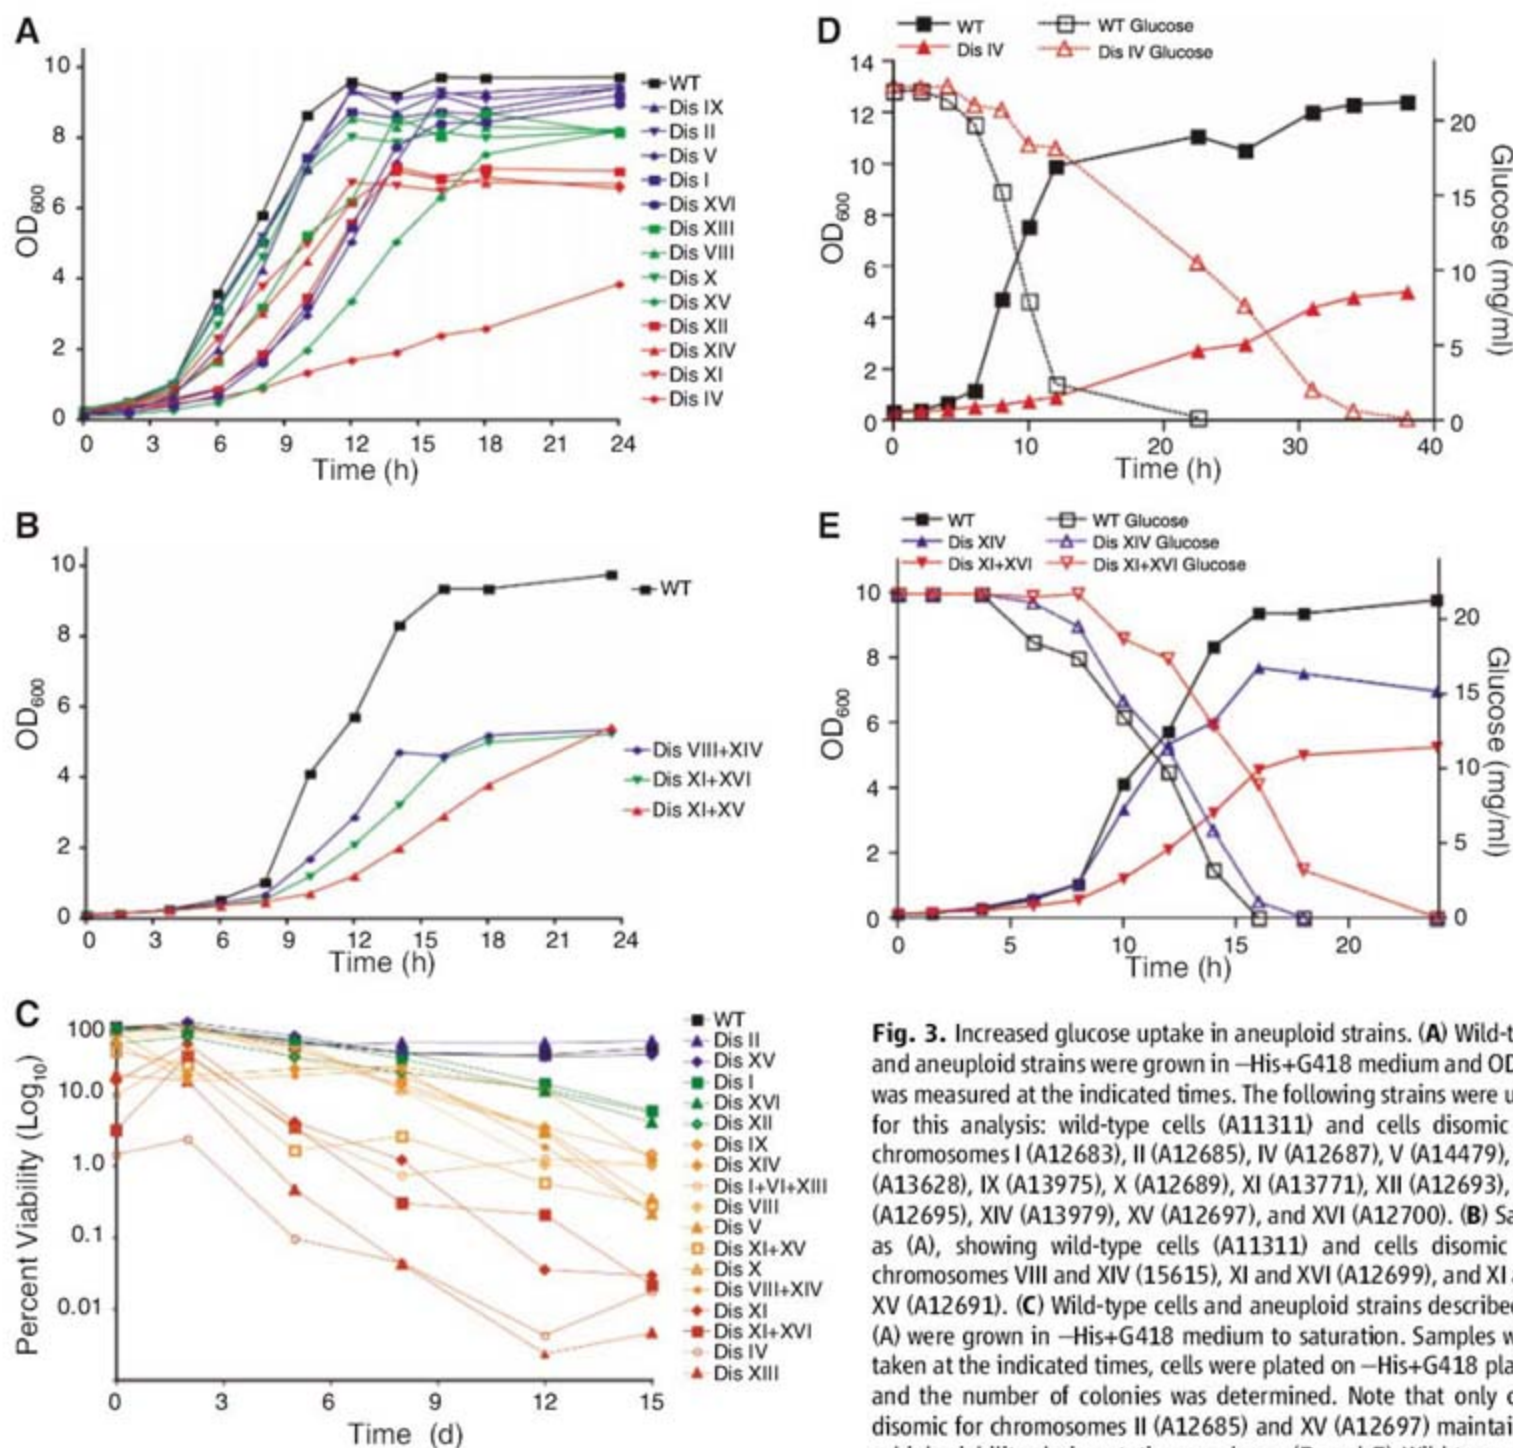 A
OD600
10
8
6
4
2
0
0 3 6 9 12 15 18 21 24
Time (h)
WT
Dis IX
Dis II
Dis V
Dis I
Dis XVI
Dis XIII
Dis VIII
Dis X
Dis XV
Dis XII
Dis XIV
Dis XI
Dis IV
B
OD600
10
8
6
4
2
0
0 3 6 9 12 15 18 21 24
Time (h)
WT
Dis VIII+XIV
Dis XI+XVI
Dis XI+XV
C
Percent Viability (Log10)
100
10.0
1.0
0.1
0.01
0 3 6 9 12 15
Time (d)
WT
Dis II
Dis XV
Dis I
Dis XVI
Dis XII
Dis IX
Dis XIV
Dis I+VI+XIII
Dis VIII
Dis V
Dis XI+XV
Dis X
Dis VIII+XIV
Dis XI
Dis XI+XVI
Dis IV
Dis XIII
D
WT WT Glucose
Dis IV Dis IV Glucose
OD600
14
12
10
8
6
4
2
0
0 10 20 30 40
Time (h)
20
15
10
5
0
Glucose (mg/ml)
E
WT WT Glucose
Dis XIV Dis XIV Glucose
Dis XI+XVI Dis XI+XVI Glucose
OD600
10
8
6
4
2
0
0 5 10 15 20
Time (h)
20
15
10
5
0
Glucose (mg/ml)
Fig. 3. Increased glucose uptake in aneuploid strains. (A) Wild-t
and aneuploid strains were grown in –His+G418 medium and OD
was measured at the indicated times. The following strains were u
for this analysis: wild-type cells (A11311) and cells disomic
chromosomes I (A12683), II (A12685), IV (A12687), V (A14479),
(A13628), IX (A13975), X (A12689), XI (A13771), XII (A12693),
(A12695), XIV (A13979), XV (A12697), and XVI (A12700). (B) Sa
as (A), showing wild-type cells (A11311) and cells disomic
chromosomes VIII and XIV (15615), XI and XVI (A12699), and XI
XV (A12691). (C) Wild-type cells and aneuploid strains described
(A) were grown in –His+G418 medium to saturation. Samples w
taken at the indicated times, cells were plated on –His+G418 pla
and the number of colonies was determined. Note that only c
disomic for chromosomes II (A12685) and XV (A12697) maintai